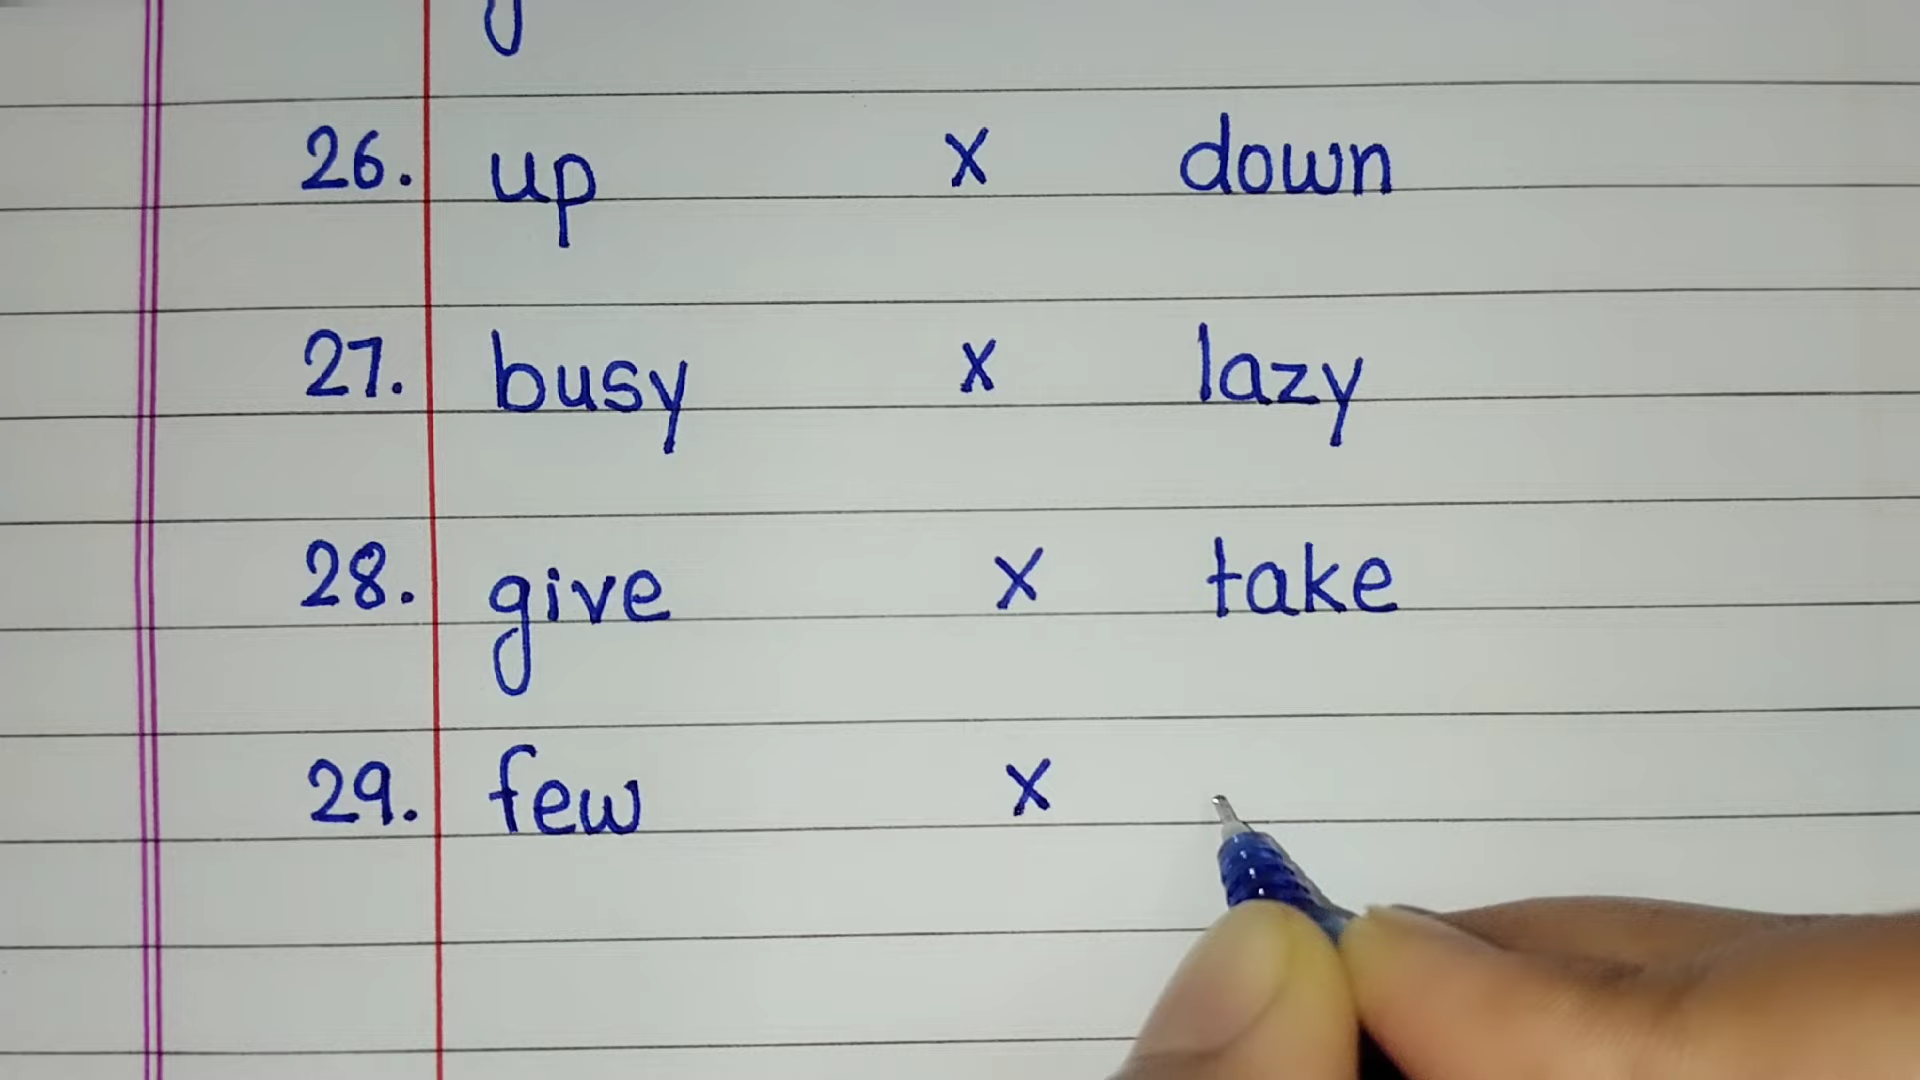 26. up x down
27. busy x lazy
28. give x take
29. few x